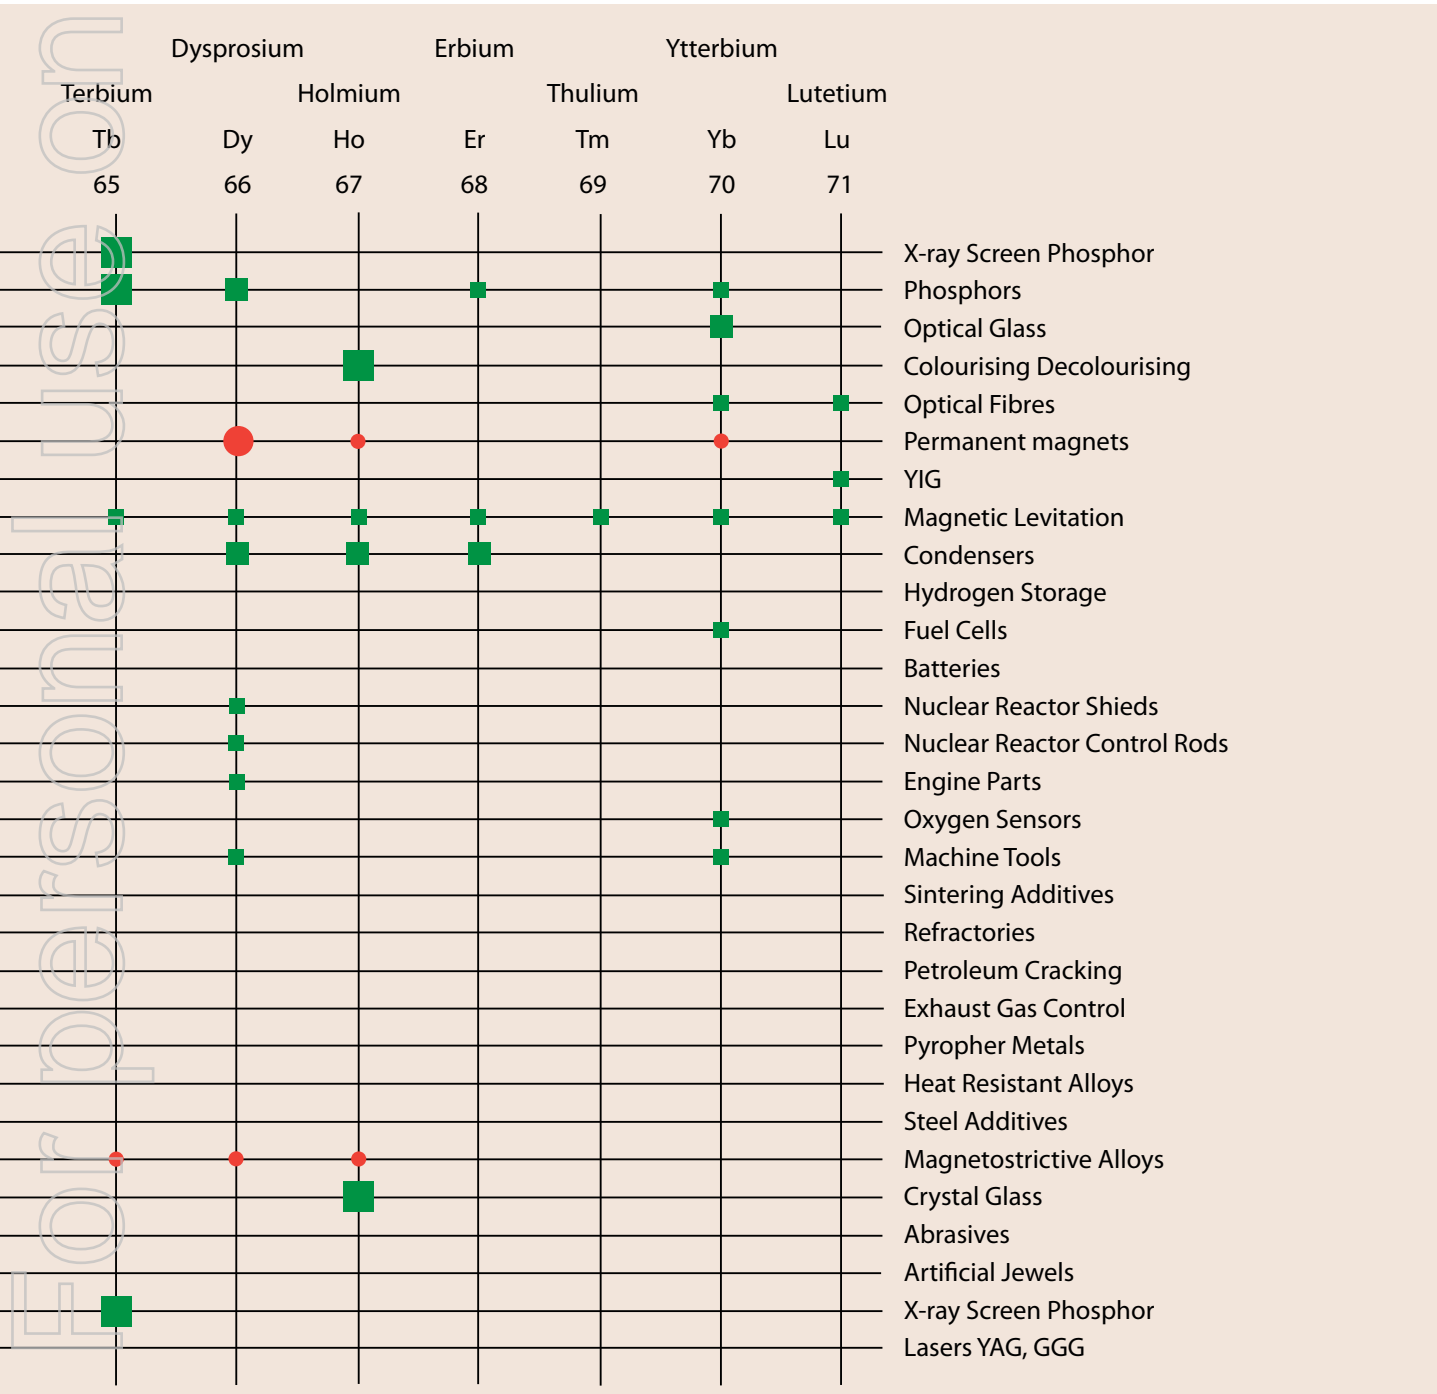 Dysprosium Erbium Ytterbium
Terbium Holmium Thulium Lutetium
Tb Dy Ho Er Tm Yb Lu
65 66 67 68 69 70 71
X-ray Screen Phosphor
Phosphors
Optical Glass
Colourising Decolourising
Optical Fibres
Permanent magnets
YIG
Magnetic Levitation
Condensers
Hydrogen Storage
Fuel Cells
Batteries
Nuclear Reactor Shieds
Nuclear Reactor Control Rods
Engine Parts
Oxygen Sensors
Machine Tools
Sintering Additives
Refractories
Petroleum Cracking
Exhaust Gas Control
Pyropher Metals
Heat Resistant Alloys
Steel Additives
Magnetostrictive Alloys
Crystal Glass
Abrasives
Artificial Jewels
X-ray Screen Phosphor
Lasers YAG, GGG
For personal use on